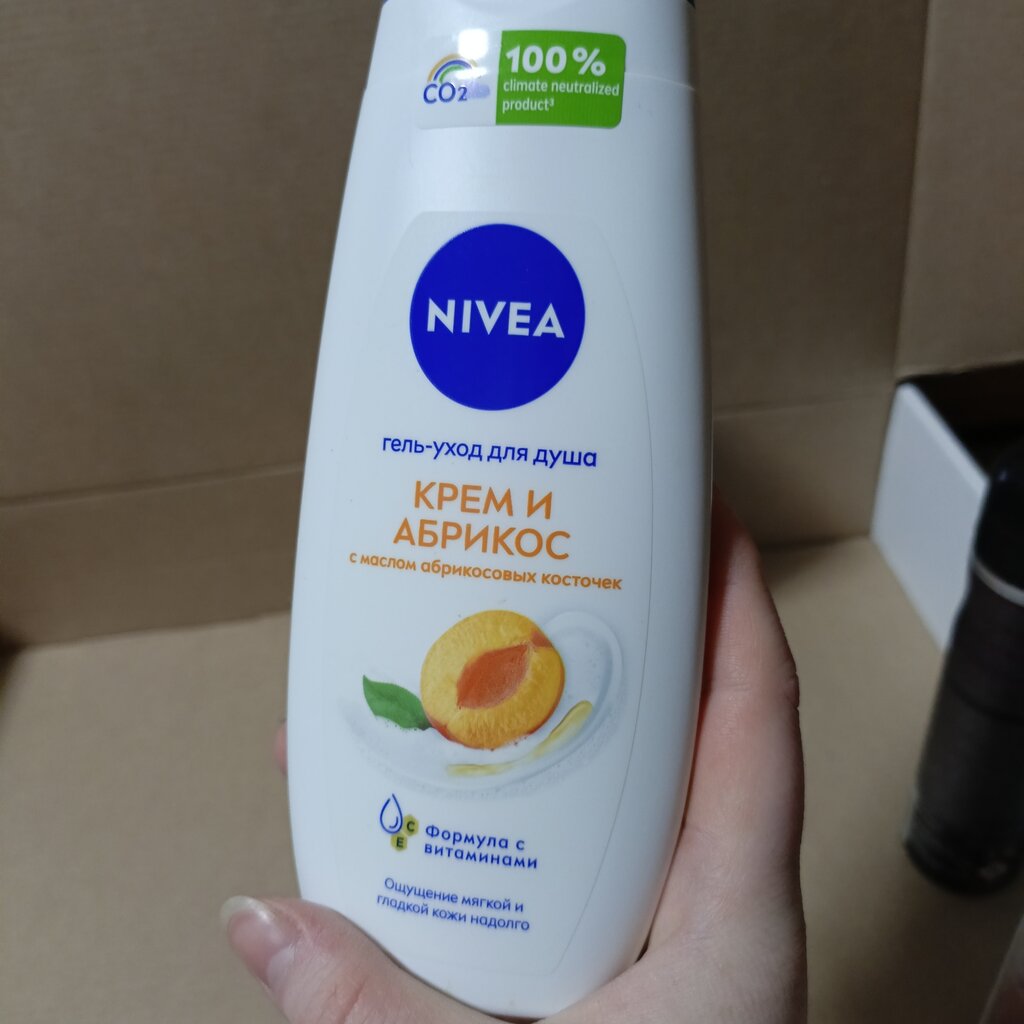 CO2
100%
climate neutralized
product³
NIVEA
гель-уход для душа
КРЕМ И
АБРИКОС
с маслом абрикосовых косточек
C
E
Формула с
витаминами
Ощущение мягкой и
гладкой кожи надолго